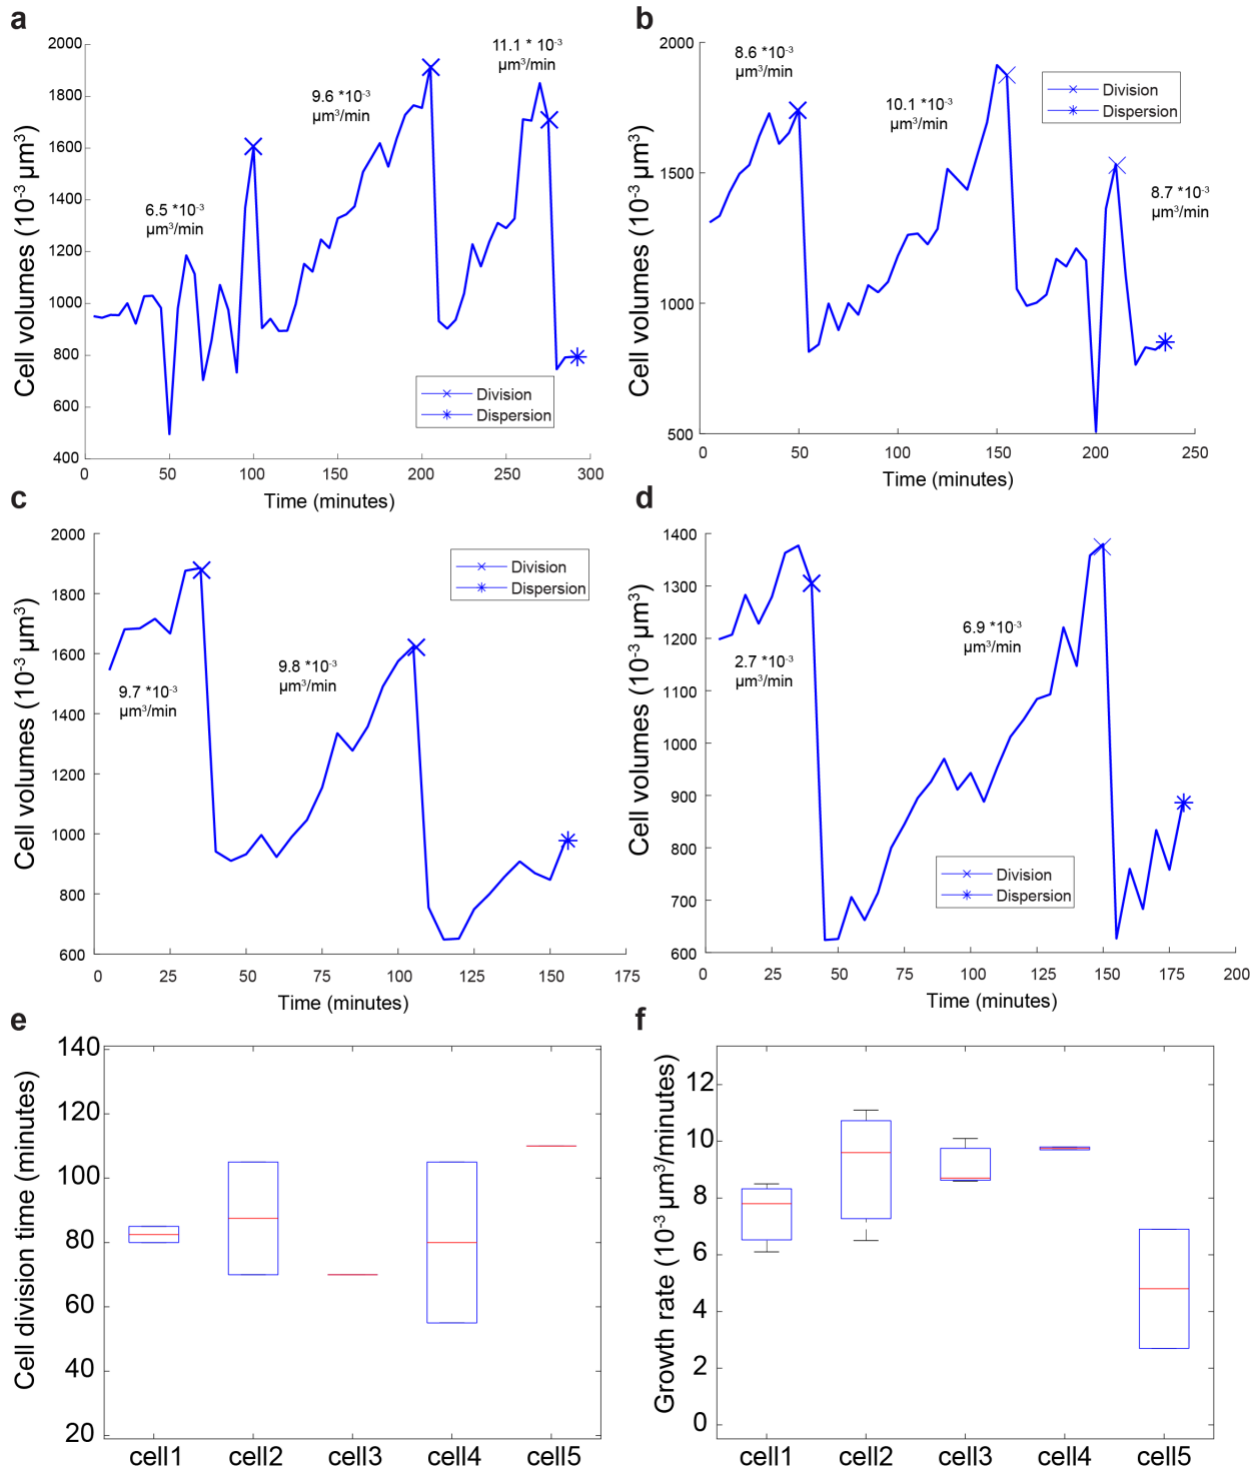 a
2000
1800
1600
1400
1200
1000
800
600
400
0
50
100
150
200
250
300
Cell volumes (10⁻³ µm³)
Time (minutes)
6.5 *10⁻³
µm³/min
9.6 *10⁻³
µm³/min
11.1 * 10⁻³
µm³/min
Division
Dispersion
b
2000
1500
1000
500
0
50
100
150
200
250
Cell volumes (10⁻³ µm³)
Time (minutes)
8.6 *10⁻³
µm³/min
10.1 *10⁻³
µm³/min
8.7 *10⁻³
µm³/min
Division
Dispersion
c
2000
1800
1600
1400
1200
1000
800
600
0
25
50
75
100
125
150
175
Cell volumes (10⁻³ µm³)
Time (minutes)
9.7 *10⁻³
µm³/min
9.8 *10⁻³
µm³/min
Division
Dispersion
d
1400
1300
1200
1100
1000
900
800
700
600
0
25
50
75
100
125
150
175
200
Cell volumes (10⁻³ µm³)
Time (minutes)
2.7 *10⁻³
µm³/min
6.9 *10⁻³
µm³/min
Division
Dispersion
e
140
120
100
80
60
40
20
Cell division time (minutes)
cell1
cell2
cell3
cell4
cell5
f
12
10
8
6
4
2
0
Growth rate (10⁻³ µm³/minutes)
cell1
cell2
cell3
cell4
cell5